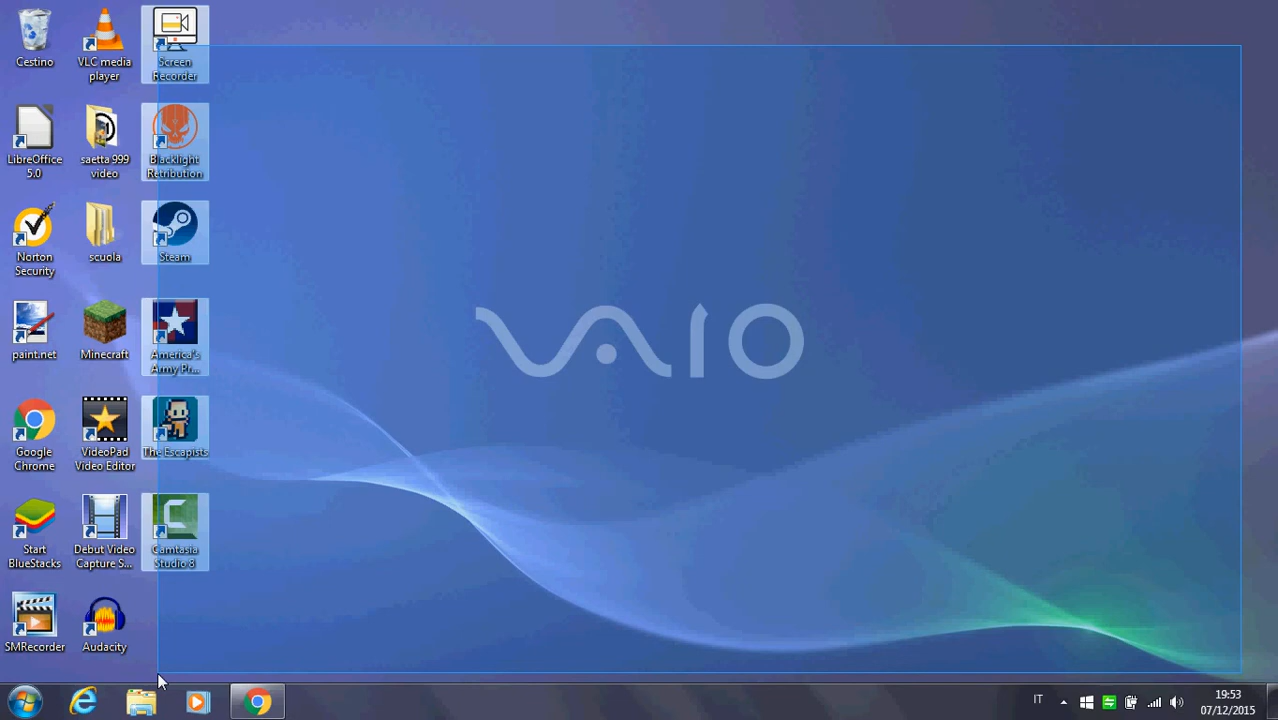 Cestino
VLC media
player
Screen
Recorder
LibreOffice
5.0
saetta 999
video
Blacklight
Retribution
Norton
Security
scuola
Steam
paint.net
Minecraft
America's
Army Pr...
Google
Chrome
VideoPad
Video Editor
The Escapists
Start
BlueStacks
Debut Video
Capture S...
Camtasia
Studio 8
SMRecorder
Audacity
VAIO
IT
19:53
07/12/2015